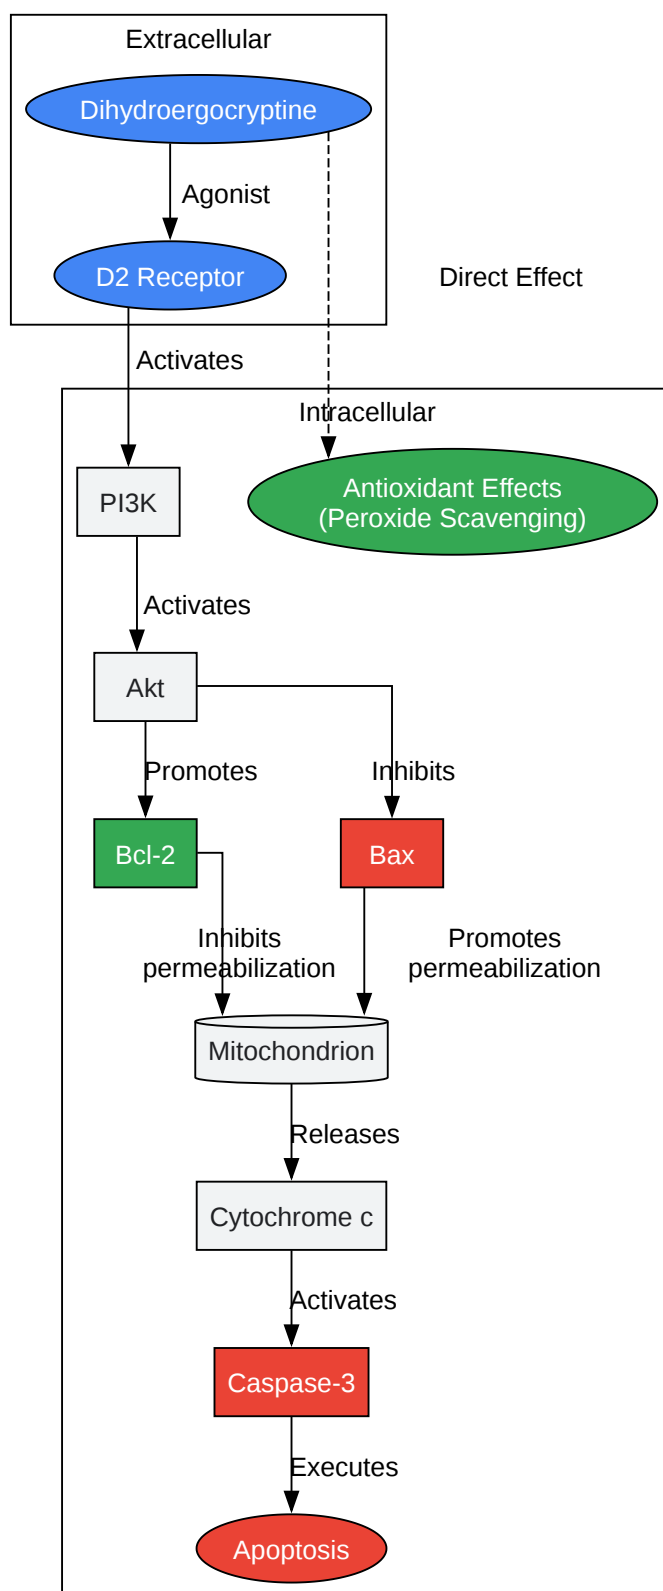 Extracellular
Dihydroergocryptine
Agonist
D2 Receptor
Direct Effect
Activates
Intracellular
Antioxidant Effects
(Peroxide Scavenging)
PI3K
Activates
Akt
Promotes
Inhibits
Bcl-2
Bax
Inhibits
permeabilization
Promotes
permeabilization
Mitochondrion
Releases
Cytochrome c
Activates
Caspase-3
Executes
Apoptosis